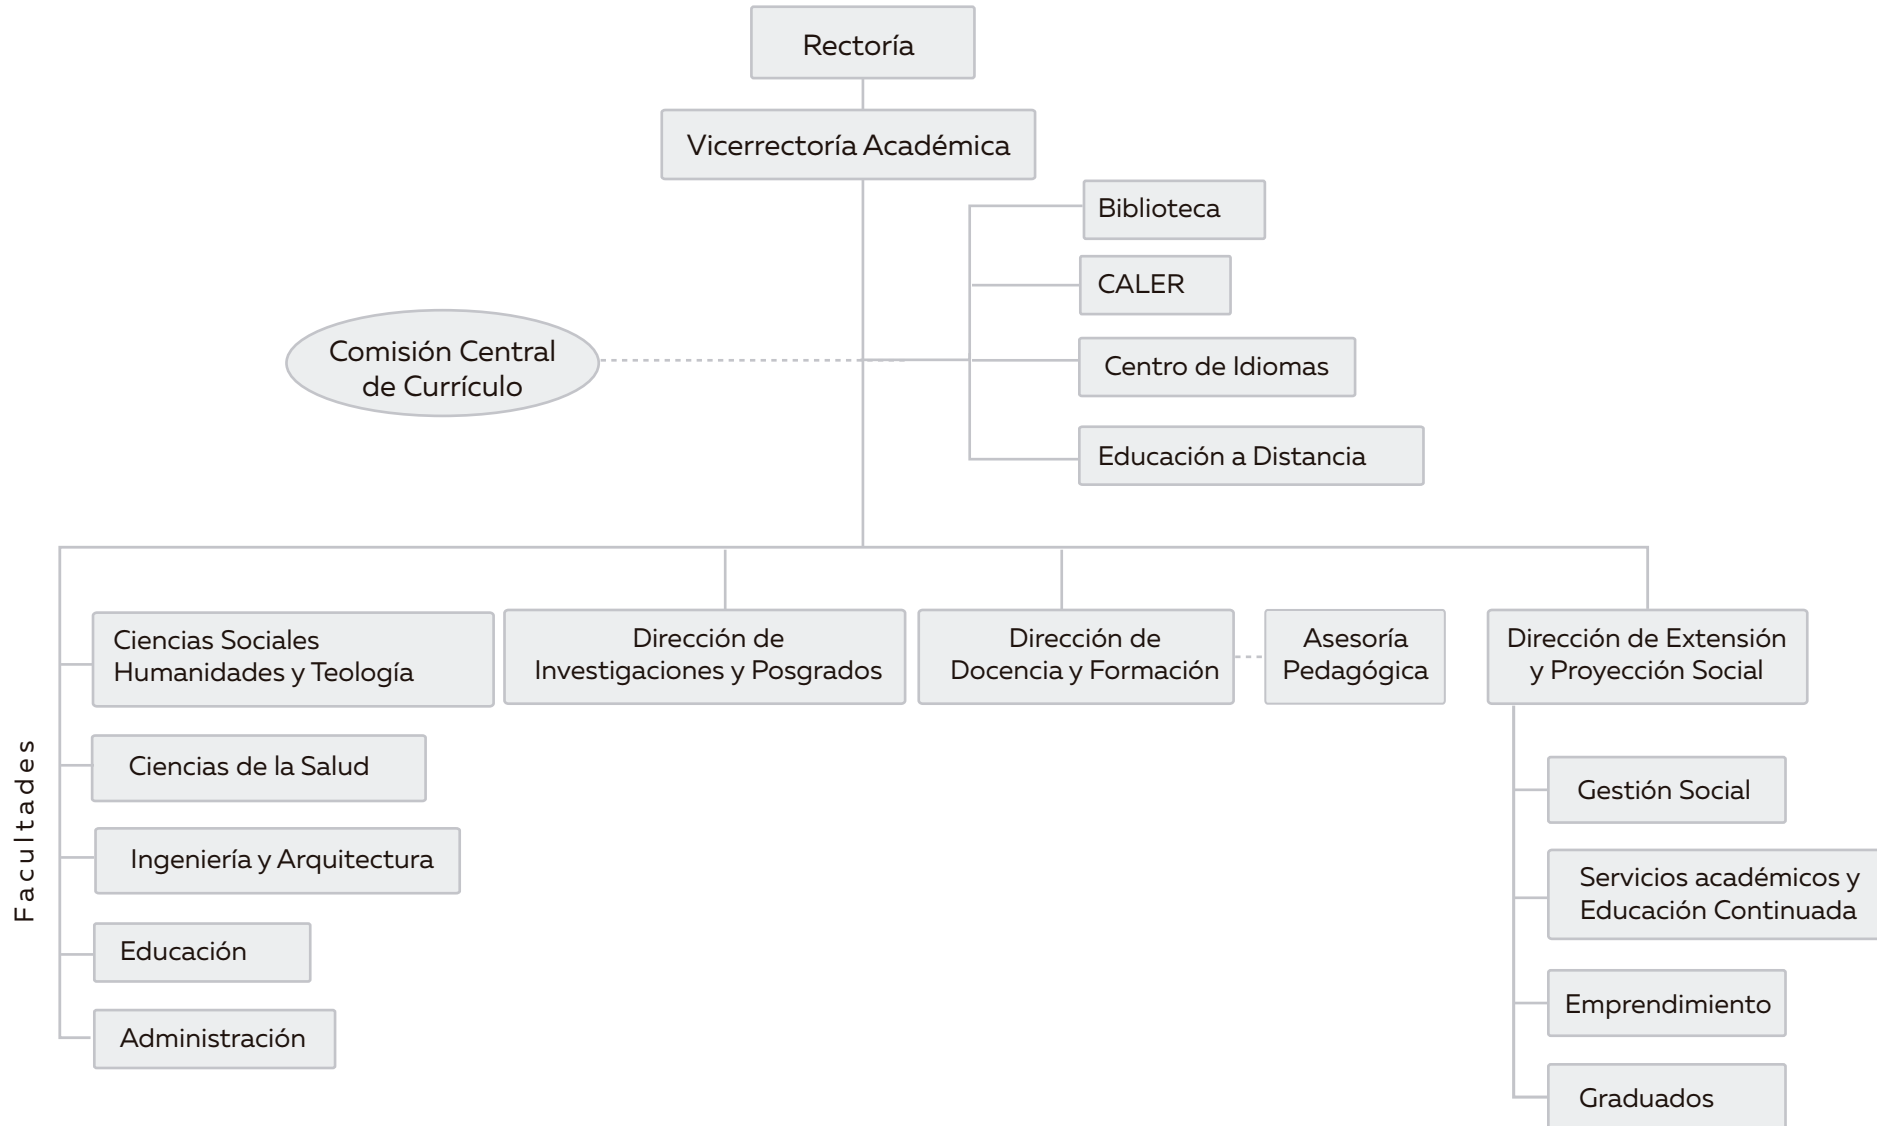 Rectoría
Vicerrectoría Académica
Biblioteca
CALER
Comisión Central
de Currículo
Centro de Idiomas
Educación a Distancia
Facultades
Ciencias Sociales
Humanidades y Teología
Dirección de
Investigaciones y Posgrados
Dirección de
Docencia y Formación
Asesoría
Pedagógica
Dirección de Extensión
y Proyección Social
Ciencias de la Salud
Ingeniería y Arquitectura
Educación
Administración
Gestión Social
Servicios académicos y
Educación Continuada
Emprendimiento
Graduados